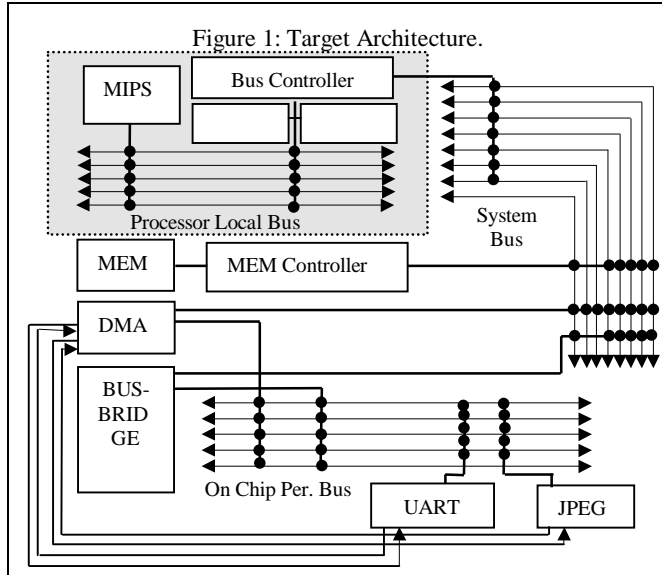 Figure 1: Target Architecture.
MIPS
Bus Controller
Processor Local Bus
System
Bus
MEM
MEM Controller
DMA
BUS-
BRID
GE
On Chip Per. Bus
UART
JPEG